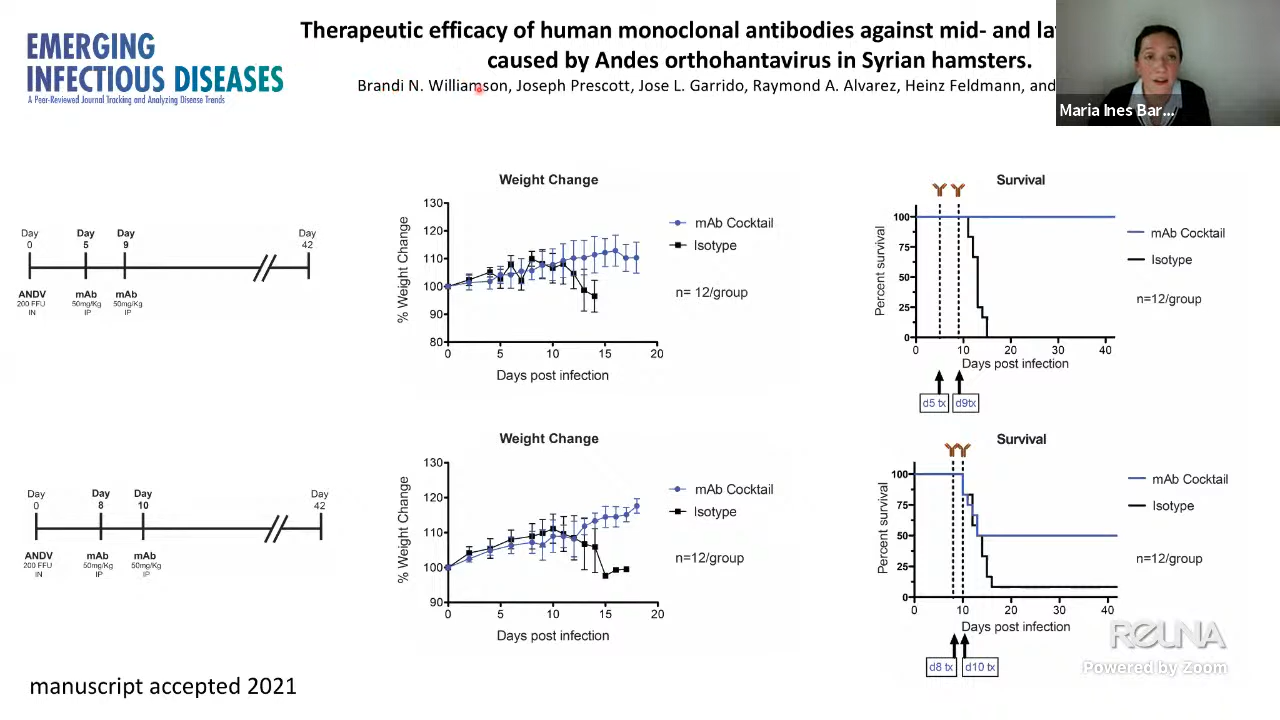 EMERGING
INFECTIOUS DISEASES
A Peer-Reviewed Journal Tracking and Analyzing Disease Trends
Therapeutic efficacy of human monoclonal antibodies against mid- and
caused by Andes orthohantavirus in Syrian hamsters.
Brandi N. Williamson, Joseph Prescott, Jose L. Garrido, Raymond A. Alvarez, Heinz Feldmann, and
Maria Ines Bar...
Day
0
Day
5
Day
9
Day
42
ANDV
200 FFU
IN
mAb
50mg/Kg
IP
mAb
50mg/Kg
IP
Weight Change
% Weight Change
130
120
110
100
90
80
0 5 10 15 20
Days post infection
mAb Cocktail
Isotype
n= 12/group
Survival
Percent survival
100
75
50
25
0
0 10 20 30 40
Days post infection
d5 tx
d9tx
mAb Cocktail
Isotype
n=12/group
Day
0
Day
8
Day
10
Day
42
ANDV
200 FFU
IN
mAb
50mg/Kg
IP
mAb
50mg/Kg
IP
Weight Change
% Weight Change
130
120
110
100
90
0 5 10 15 20
Days post infection
mAb Cocktail
Isotype
n=12/group
Survival
Percent survival
100
75
50
25
0
0 10 20 30 40
Days post infection
d8 tx
d10 tx
mAb Cocktail
Isotype
n=12/group
REUNA
Powered by Zoom
manuscript accepted 2021